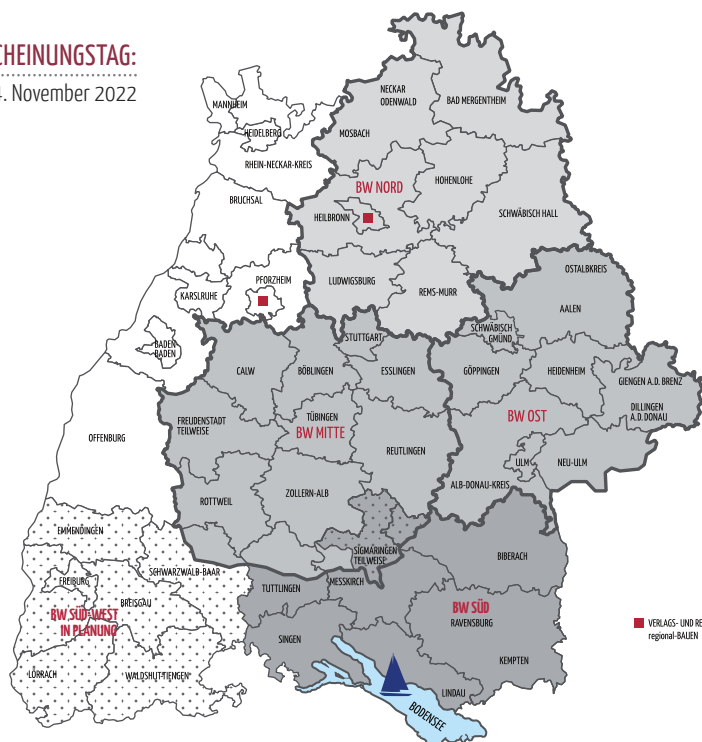 CHEINUNGSTAG:
4. November 2022
NECKAR
ODENWALD
BAD MERGENTHEIM
MANNHEIM
HEIDELBERG
MOSBACH
RHEIN-NECKAR-KREIS
BW NORD
HOHENLOHE
BRUCHSAL
HEILBRONN
SCHWÄBISCH HALL
OSTALBKREIS
PFORZHEIM
LUDWIGSBURG
REMS-MURR
KARSLRUHE
AALEN
SCHWÄBISCH
GMÜND
STUTTGART
BADEN
BADEN
CALW
BÖBLINGEN
ESSLINGEN
GÖPPINGEN
HEIDENHEIM
GIENGEN A.D. BRENZ
DILLINGEN
A.D. DONAU
FREUDENSTADT
TEILWEISE
TÜBINGEN
BW MITTE
BW OST
OFFENBURG
REUTLINGEN
ULM
NEU-ULM
ROTTWEIL
ZOLLERN-ALB
ALB-DONAU-KREIS
EMMENDINGEN
SIGMARINGEN
TEILWEISE
BIBERACH
SCHWARZWALD-BAAR
FREIBURG
TUTTLINGEN
MESSKIRCH
BREISGAU
BW SÜD-WEST
IN PLANUNG
BW SÜD
RAVENSBURG
VERLAGS- UND RE
regional-BAUEN
SINGEN
KEMPTEN
LÖRRACH
WALDSHUT-TIENGEN
LINDAU
BODENSEE